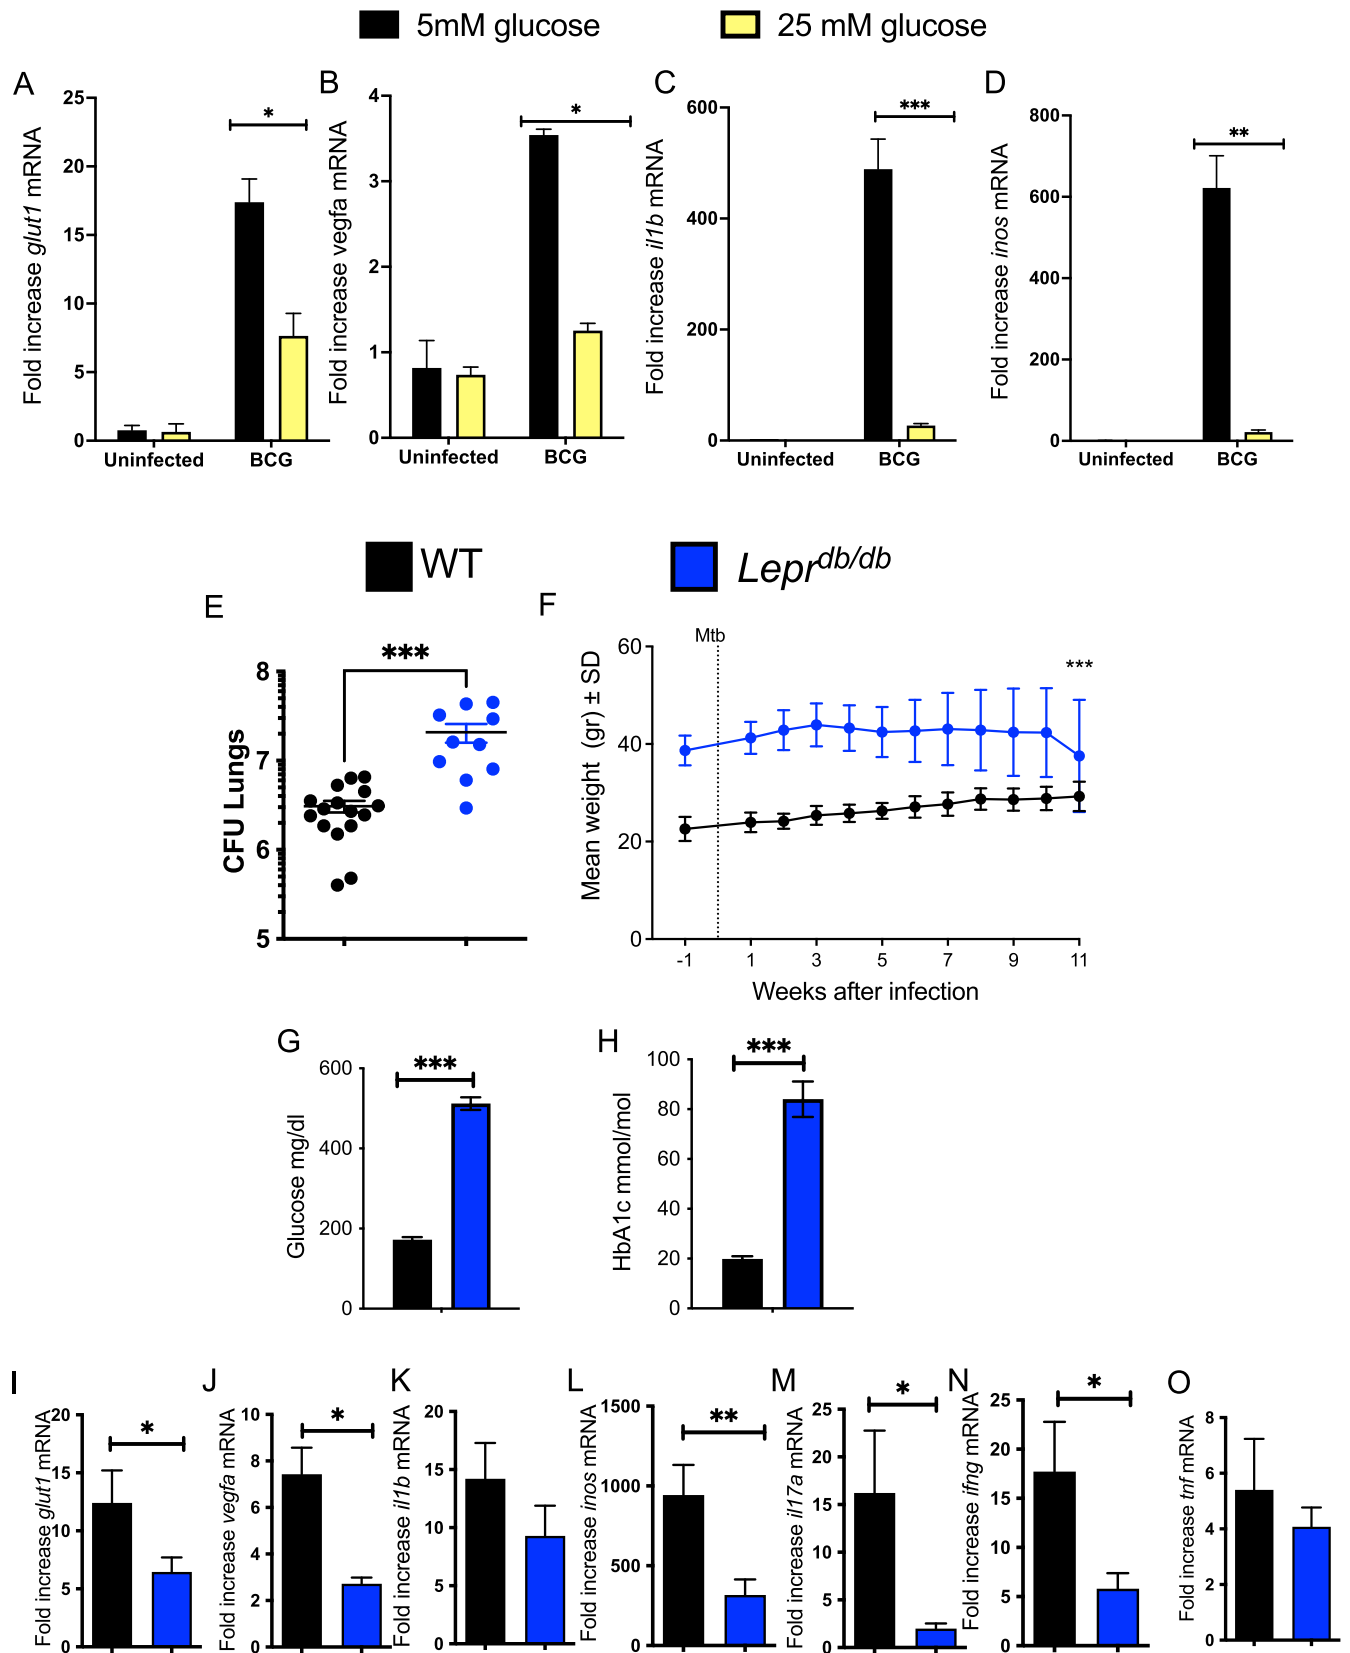 5mM glucose
25 mM glucose
A
B
C
D
Fold increase glut1 mRNA
25
20
15
10
5
0
*
Uninfected
BCG
Fold increase vegfa mRNA
4
3
2
1
0
*
Uninfected
BCG
Fold increase il1b mRNA
600
400
200
0
***
Uninfected
BCG
Fold increase inos mRNA
800
600
400
200
0
**
Uninfected
BCG
WT
Lepr db/db
E
CFU Lungs
8
7
6
5
***
F
Mean weight (gr) ± SD
60
40
20
0
Mtb
***
-1
1
3
5
7
9
11
Weeks after infection
G
Glucose mg/dl
600
400
200
0
***
H
HbA1c mmol/mol
100
80
60
40
20
0
***
I
Fold increase glut1 mRNA
20
15
10
5
0
*
J
Fold increase vegfa mRNA
10
8
6
4
2
0
*
K
Fold increase il1b mRNA
20
15
10
5
0
L
Fold increase inos mRNA
1500
1000
500
0
**
M
Fold increase il17a mRNA
25
20
15
10
5
0
*
N
Fold increase ifng mRNA
25
20
15
10
5
0
*
O
Fold increase tnf mRNA
8
6
4
2
0